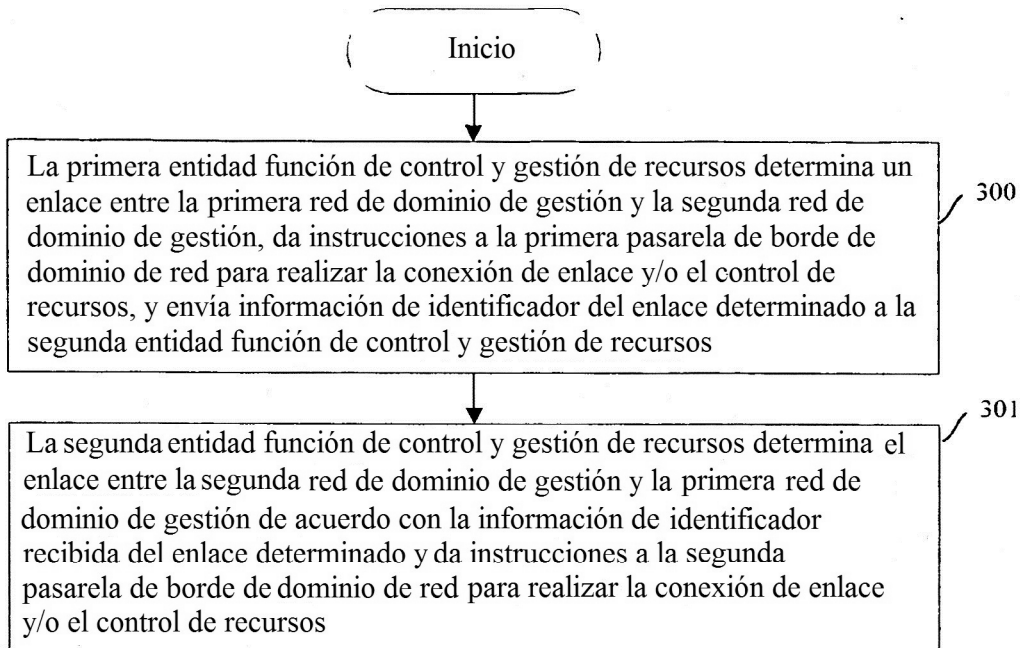 Inicio
La primera entidad función de control y gestión de recursos determina un
enlace entre la primera red de dominio de gestión y la segunda red de
dominio de gestión, da instrucciones a la primera pasarela de borde de
dominio de red para realizar la conexión de enlace y/o el control de
recursos, y envía información de identificador del enlace determinado a la
segunda entidad función de control y gestión de recursos
300
301
La segunda entidad función de control y gestión de recursos determina el
enlace entre la segunda red de dominio de gestión y la primera red de
dominio de gestión de acuerdo con la información de identificador
recibida del enlace determinado y da instrucciones a la segunda
pasarela de borde de dominio de red para realizar la conexión de enlace
y/o el control de recursos